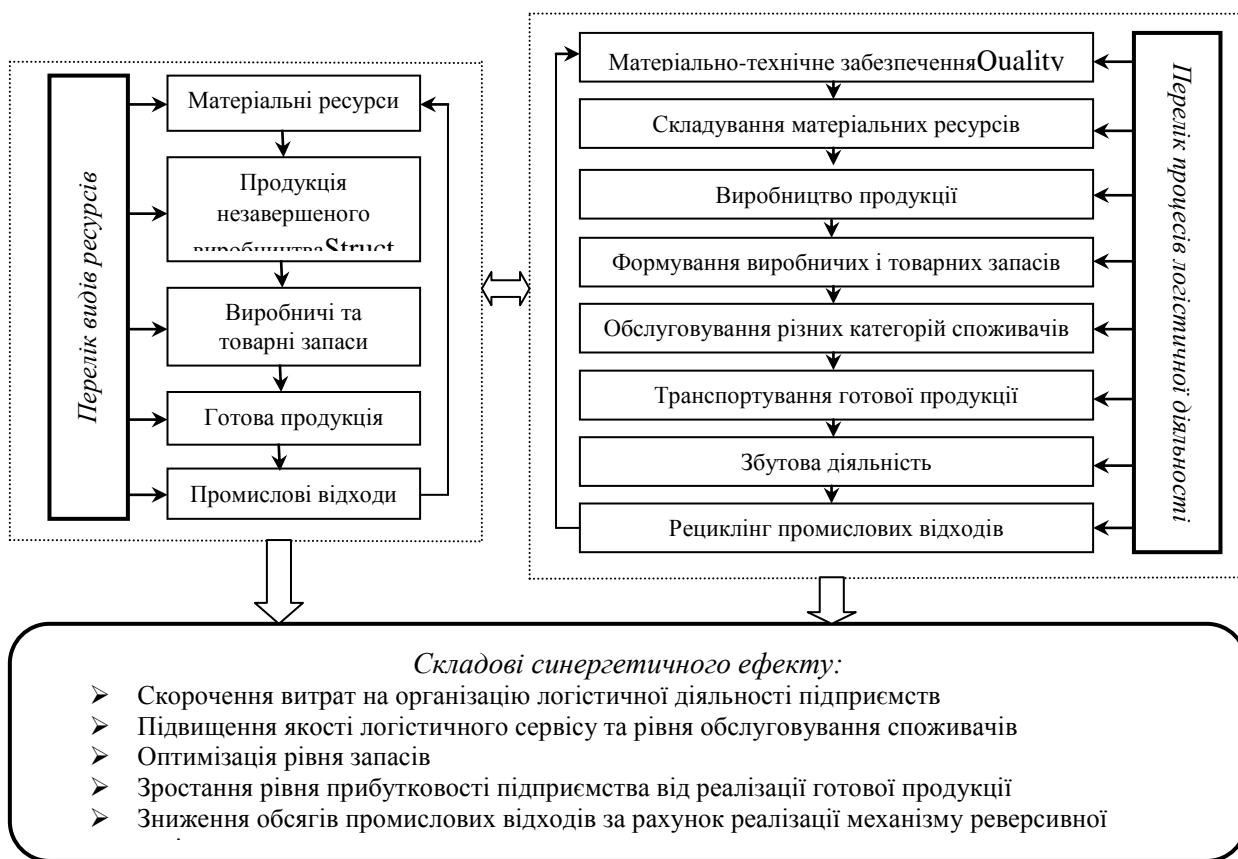 Перелік видів ресурсів
Матеріальні ресурси
Продукція
незавершеного
виробництваStruct
Виробничі та
товарні запаси
Готова продукція
Промислові відходи
Матеріально-технічне забезпеченняQuality
Складування матеріальних ресурсів
Виробництво продукції
Формування виробничих і товарних запасів
Обслуговування різних категорій споживачів
Транспортування готової продукції
Збутова діяльність
Рециклінг промислових відходів
Перелік процесів логістичної діяльності
Складові синергетичного ефекту:
➢ Скорочення витрат на організацію логістичної діяльності підприємств
➢ Підвищення якості логістичного сервісу та рівня обслуговування споживачів
➢ Оптимізація рівня запасів
➢ Зростання рівня прибутковості підприємства від реалізації готової продукції
➢ Зниження обсягів промислових відходів за рахунок реалізації механізму реверсивної